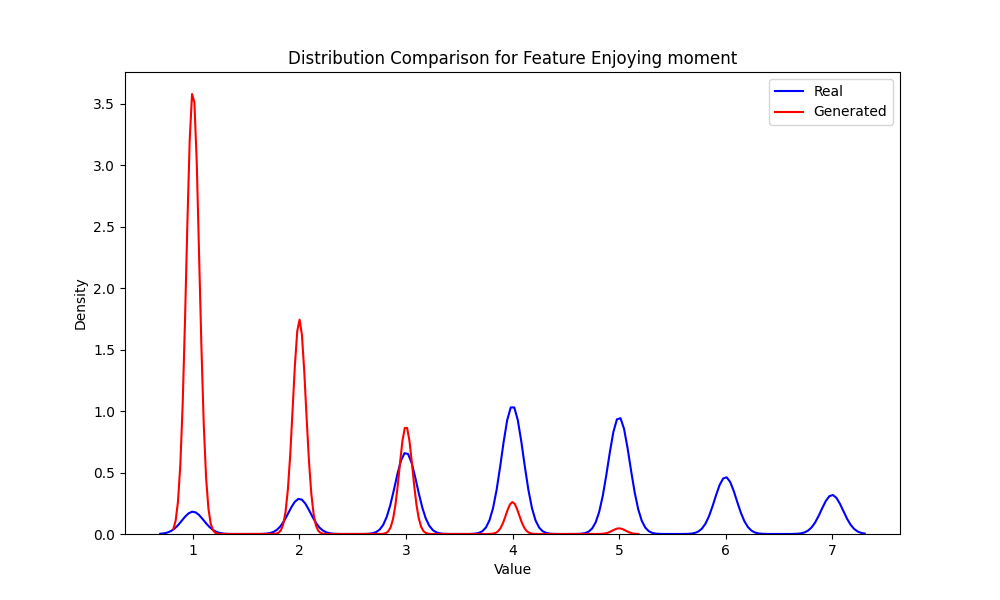 Distribution Comparison for Feature Enjoying moment
Real
Generated
3.5
3.0
2.5
2.0
1.5
1.0
0.5
0.0
Density
1 2 3 4 5 6 7
Value